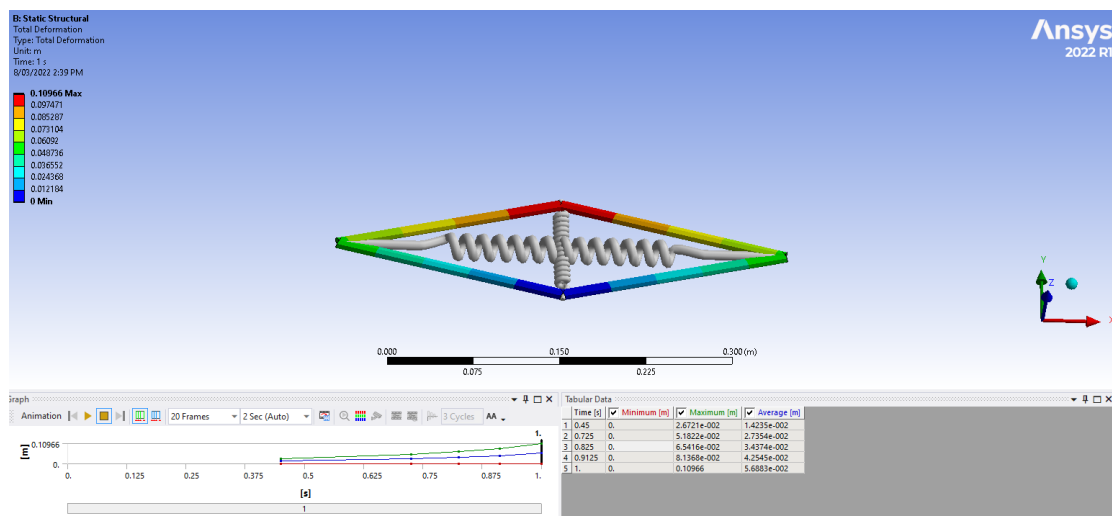 B: Static Structural
Total Deformation
Type: Total Deformation
Unit: m
Time: 1 s
8/03/2022 2:39 PM
0.10966 Max
0.097471
0.085287
0.073104
0.06092
0.048736
0.036552
0.024368
0.012184
0 Min
Ansys
2022 R1
Y
Z
X
0.000 0.150 0.300 (m)
0.075 0.225
Graph
Animation 20 Frames 2 Sec (Auto) 3 Cycles AA
1.
0.10966
[m]
0.
0. 0.125 0.25 0.375 0.5 0.625 0.75 0.875 1.
[s]
1
Tabular Data
Time [s] Minimum [m] Maximum [m] Average [m]
1 0.45 0. 2.6721e-002 1.4235e-002
2 0.725 0. 5.1822e-002 2.7354e-002
3 0.825 0. 6.5416e-002 3.4374e-002
4 0.9125 0. 8.1368e-002 4.2545e-002
5 1. 0. 0.10966 5.6883e-002